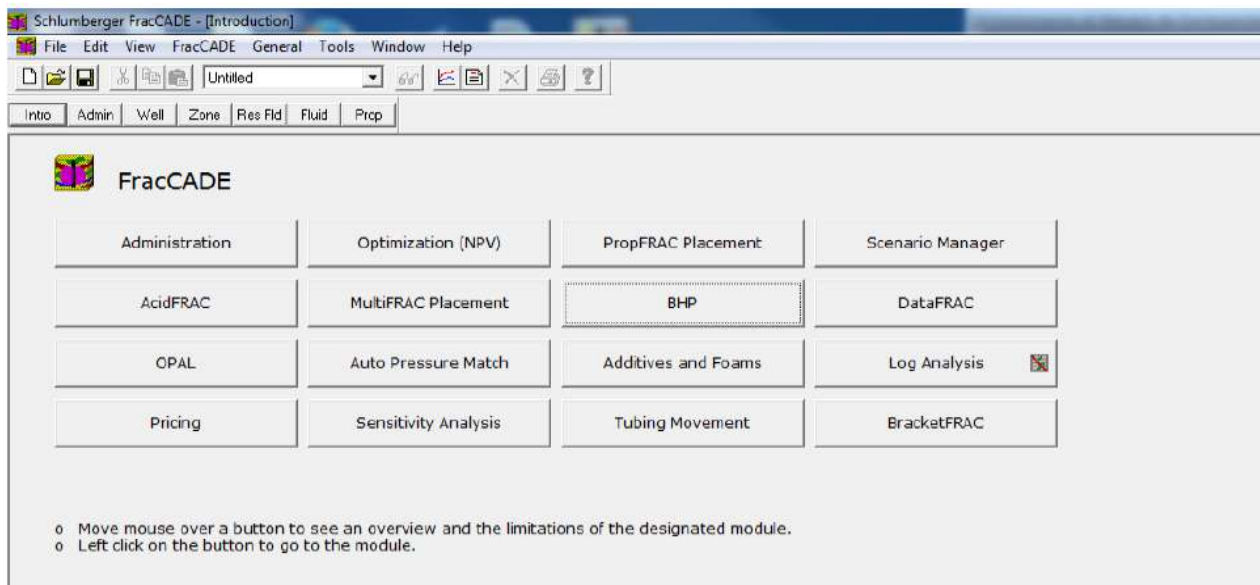 Schlumberger FracCADE - [Introduction]
File Edit View FracCADE General Tools Window Help
Untitled
Intro Admin Well Zone Res Fld Fluid Prop
FracCADE
Administration Optimization (NPV) PropFRAC Placement Scenario Manager
AcidFRAC MultiFRAC Placement BHP DataFRAC
OPAL Auto Pressure Match Additives and Foams Log Analysis
Pricing Sensitivity Analysis Tubing Movement BracketFRAC
o Move mouse over a button to see an overview and the limitations of the designated module.
o Left click on the button to go to the module.